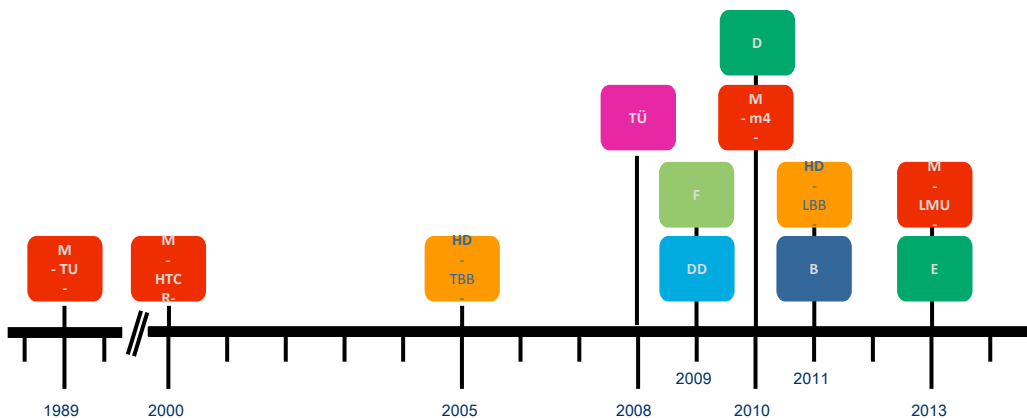 D
TÜ
M
- m4
-
F
HD
-
LBB
-
M
-
LMU
-
M
- TU
-
M
-
HTC
R-
HD
-
TBB
-
DD
B
E
2009
2011
1989
2000
2005
2008
2010
2013